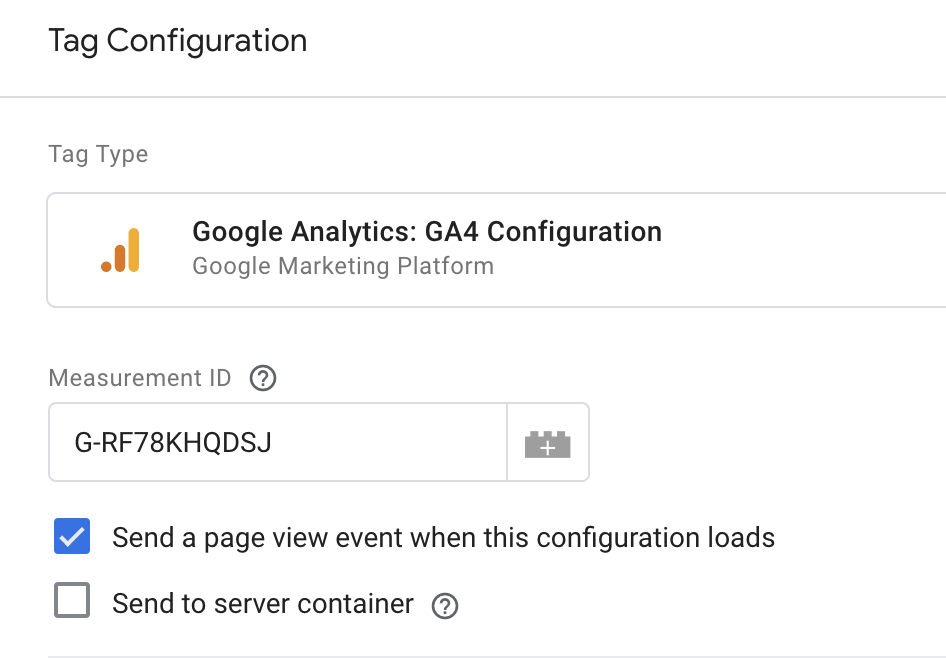 Tag Configuration
Tag Type
Google Analytics: GA4 Configuration
Google Marketing Platform
Measurement ID ?
G-RF78KHQDSJ
Send a page view event when this configuration loads
Send to server container ?